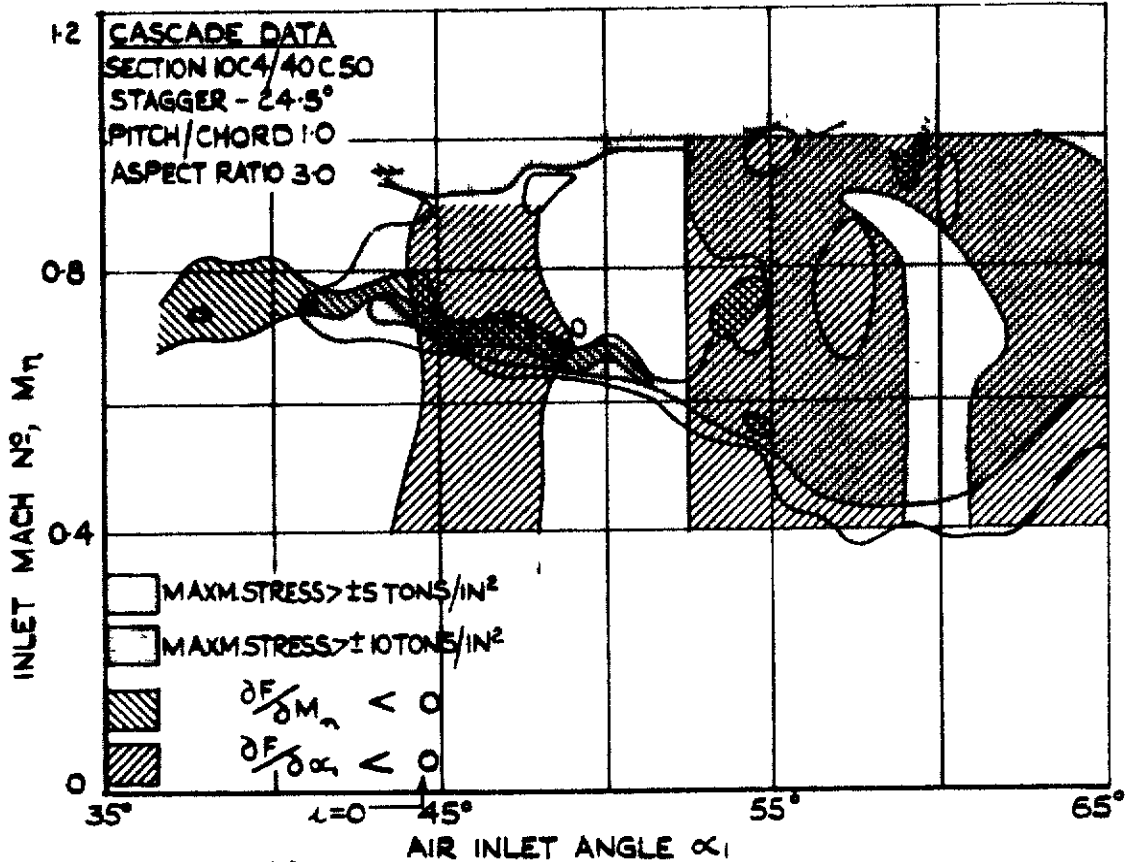 1·2
CASCADE DATA
SECTION 10C4/40C50
STAGGER - 24·5°
PITCH/CHORD 1·0
ASPECT RATIO 3·0
0·8
0·4
INLET MACH Nº, Mn
MAXM.STRESS>±5 TONS/IN²
MAXM.STRESS>±10TONS/IN²
∂F/∂Mn < 0
∂F/∂α1 < 0
0
35°
i=0
45°
55°
65°
AIR INLET ANGLE α1